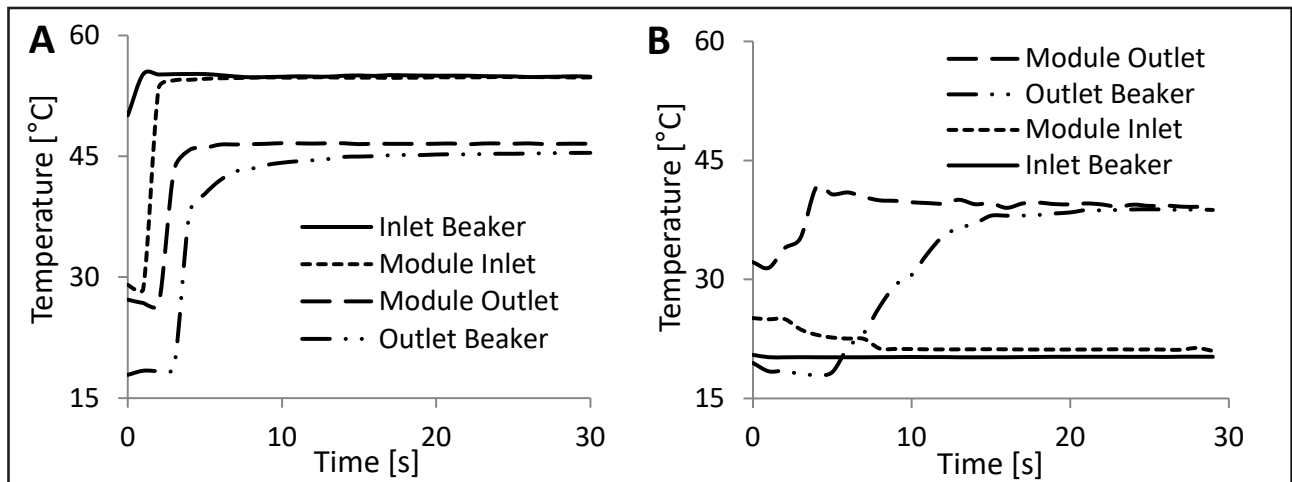 A
60
45
30
15
Temperature [°C]
Inlet Beaker
Module Inlet
Module Outlet
Outlet Beaker
0
10
20
30
Time [s]
B
60
45
30
15
Temperature [°C]
Module Outlet
Outlet Beaker
Module Inlet
Inlet Beaker
0
10
20
30
Time [s]